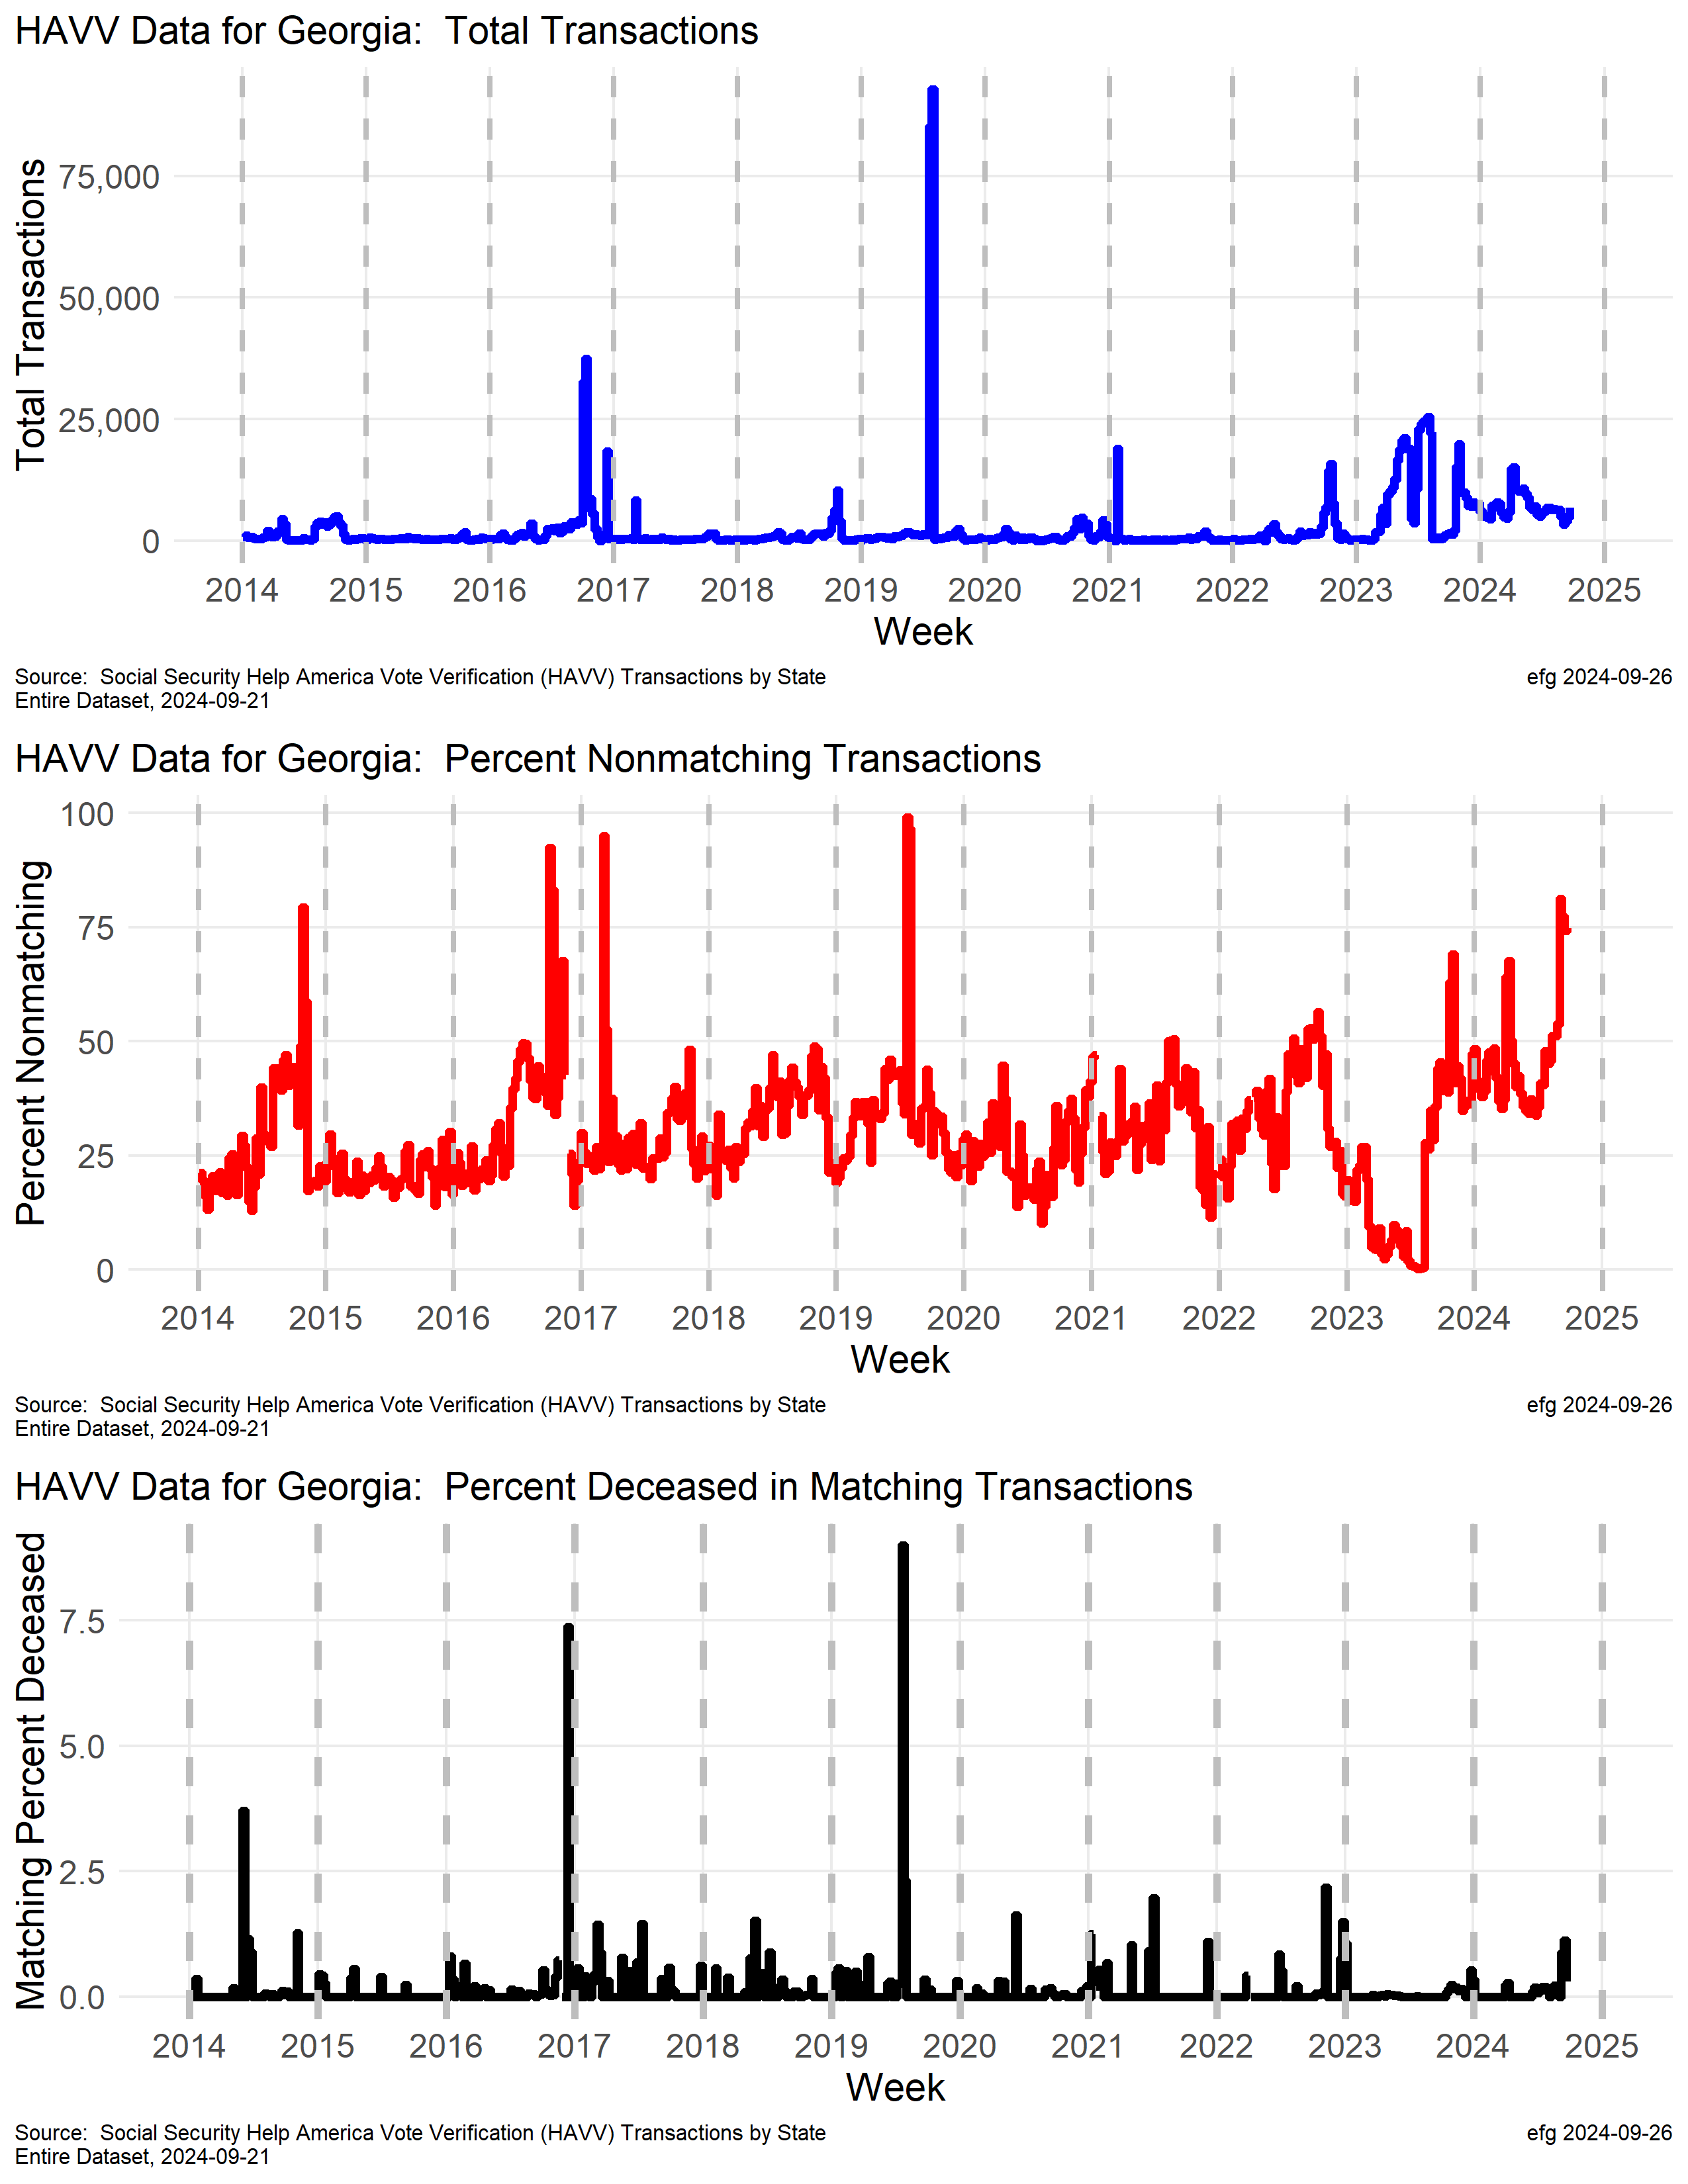 HAVV Data for Georgia:  Total Transactions
Total Transactions
75,000
50,000
25,000
0
2014 2015 2016 2017 2018 2019 2020 2021 2022 2023 2024 2025
Week
Source:  Social Security Help America Vote Verification (HAVV) Transactions by State
Entire Dataset, 2024-09-21
efg 2024-09-26
HAVV Data for Georgia:  Percent Nonmatching Transactions
Percent Nonmatching
100
75
50
25
0
2014 2015 2016 2017 2018 2019 2020 2021 2022 2023 2024 2025
Week
Source:  Social Security Help America Vote Verification (HAVV) Transactions by State
Entire Dataset, 2024-09-21
efg 2024-09-26
HAVV Data for Georgia:  Percent Deceased in Matching Transactions
Matching Percent Deceased
7.5
5.0
2.5
0.0
2014 2015 2016 2017 2018 2019 2020 2021 2022 2023 2024 2025
Week
Source:  Social Security Help America Vote Verification (HAVV) Transactions by State
Entire Dataset, 2024-09-21
efg 2024-09-26